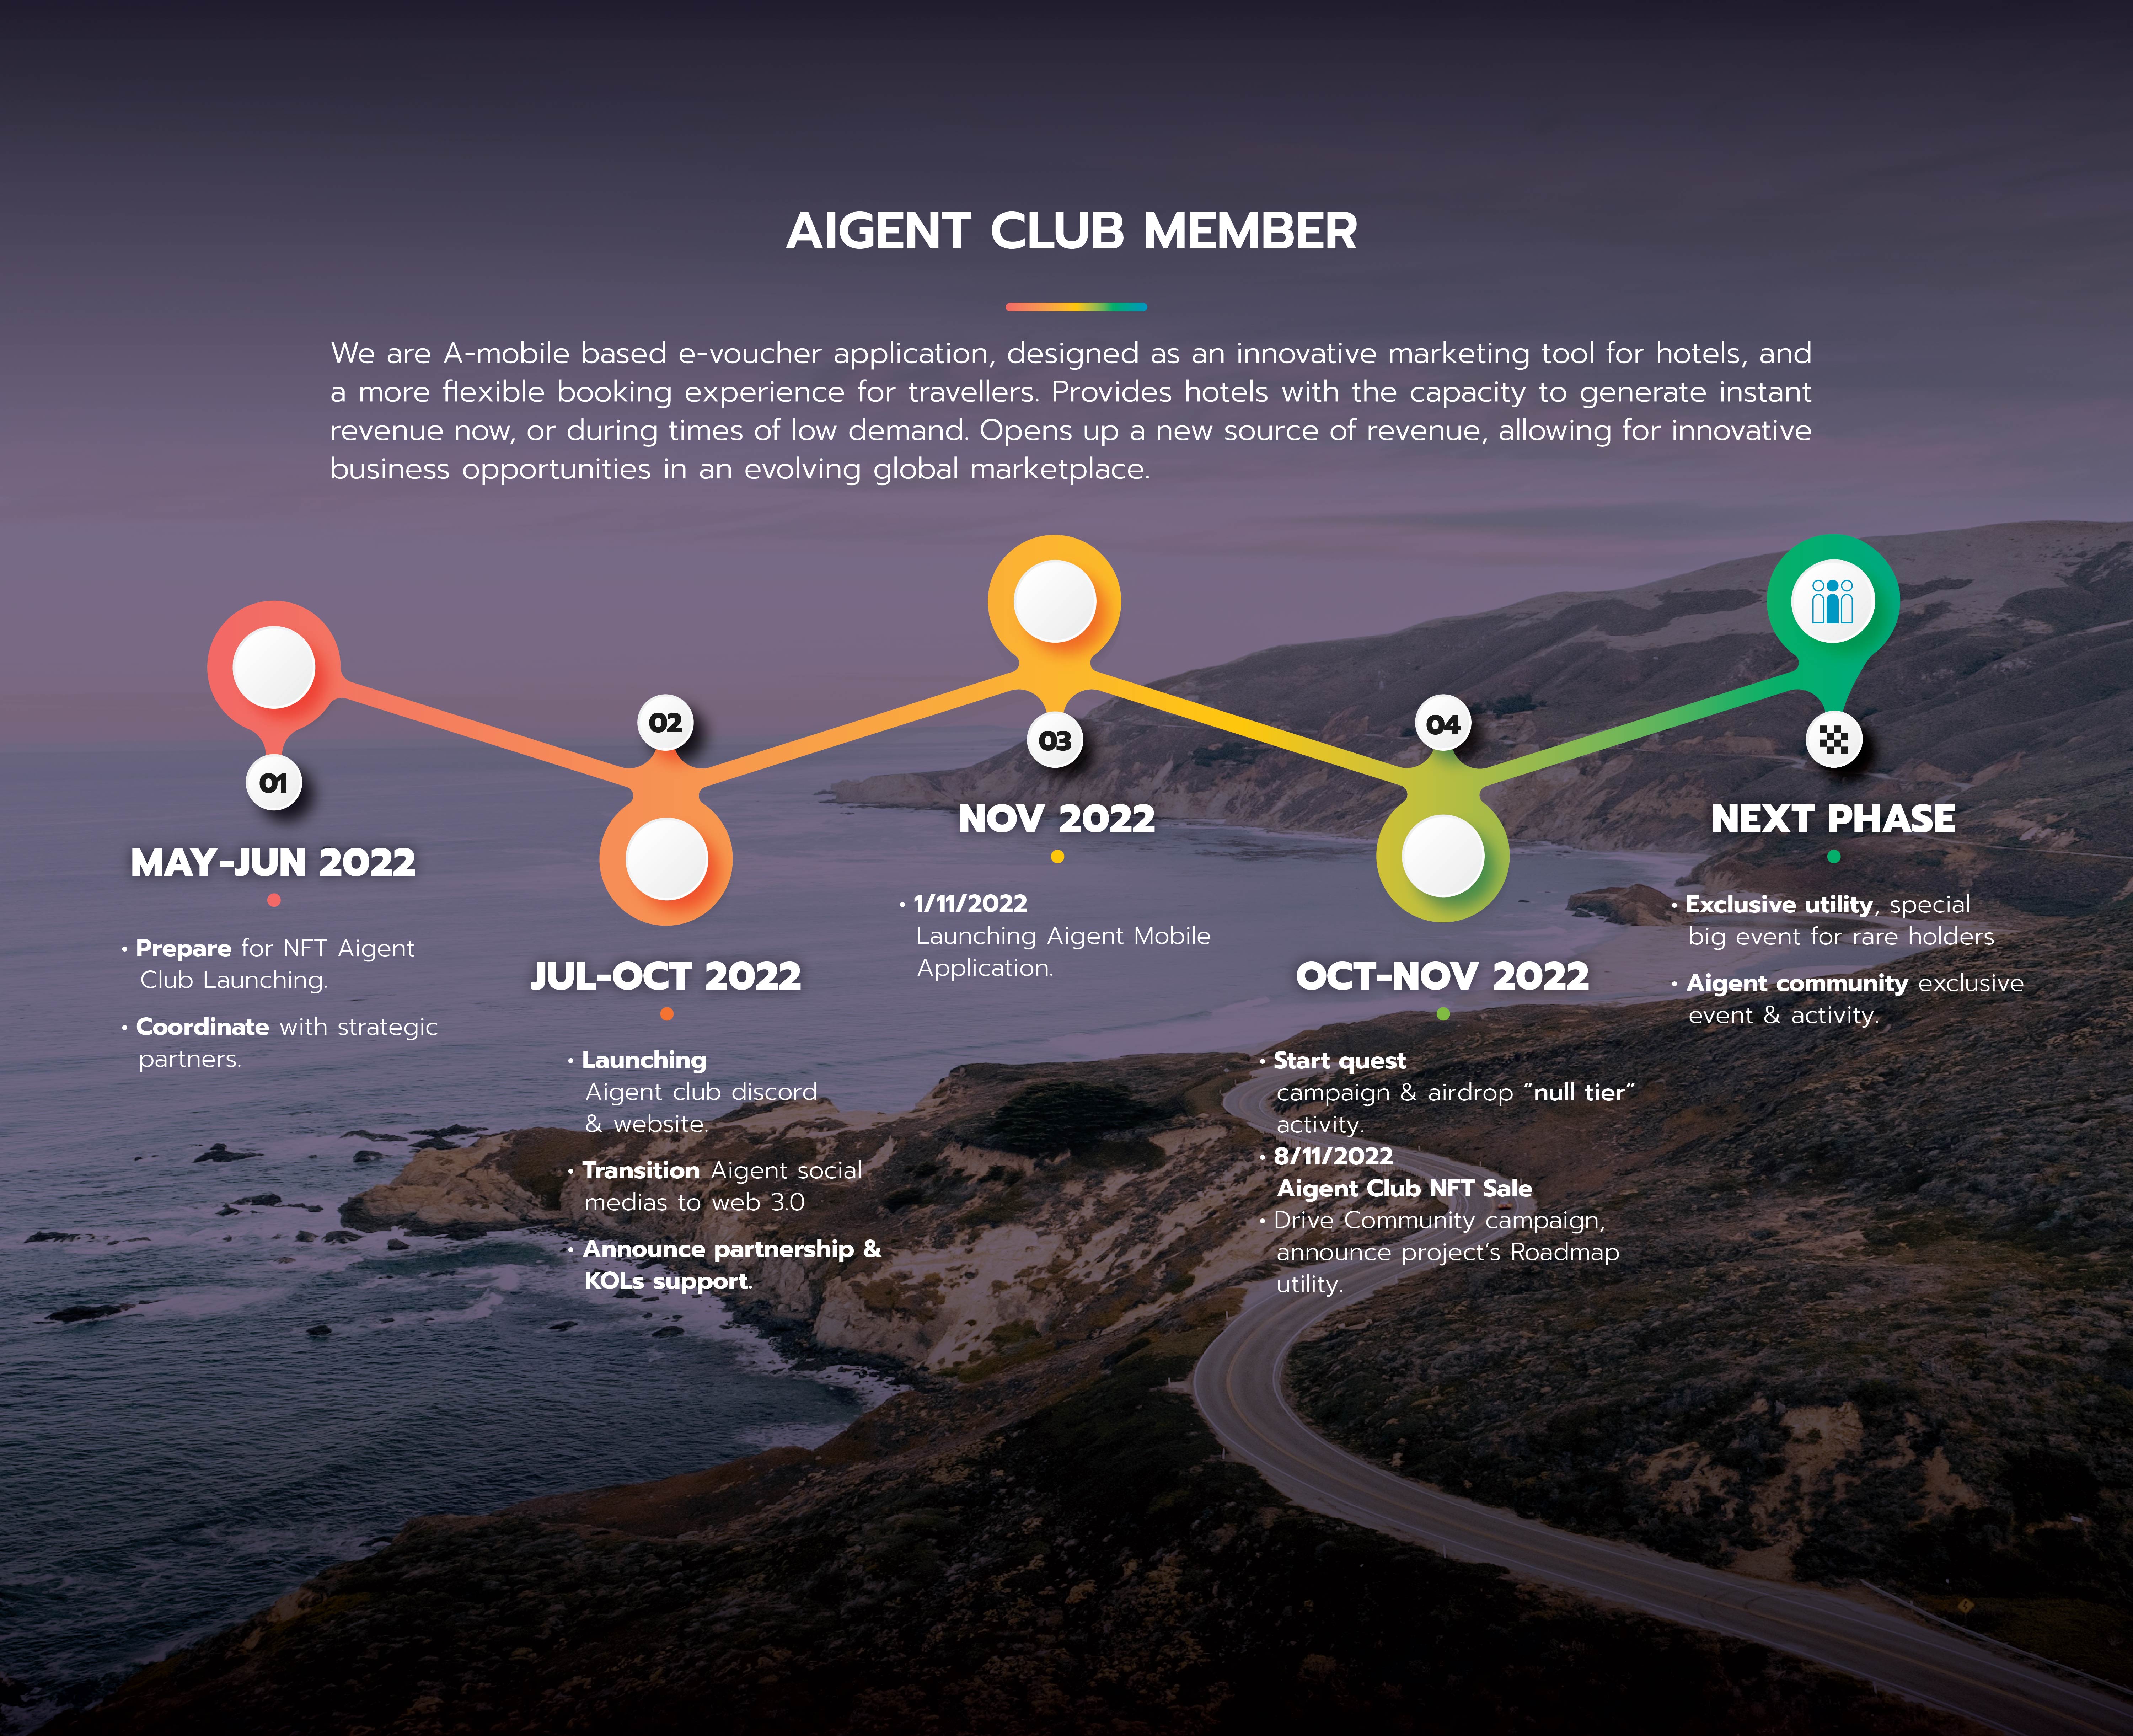 AIGENT CLUB MEMBER
We are A-mobile based e-voucher application, designed as an innovative marketing tool for hotels, and
a more flexible booking experience for travellers. Provides hotels with the capacity to generate instant
revenue now, or during times of low demand. Opens up a new source of revenue, allowing for innovative
business opportunities in an evolving global marketplace.
01
MAY-JUN 2022
• Prepare for NFT Aigent
Club Launching.
• Coordinate with strategic
partners.
02
JUL-OCT 2022
• Launching
Aigent club discord
& website.
• Transition Aigent social
medias to web 3.0
• Announce partnership &
KOLs support.
03
NOV 2022
• 1/11/2022
Launching Aigent Mobile
Application.
04
OCT-NOV 2022
• Start quest
campaign & airdrop "null tier"
activity.
• 8/11/2022
Aigent Club NFT Sale
• Drive Community campaign,
announce project's Roadmap
utility.
NEXT PHASE
• Exclusive utility, special
big event for rare holders
• Aigent community exclusive
event & activity.